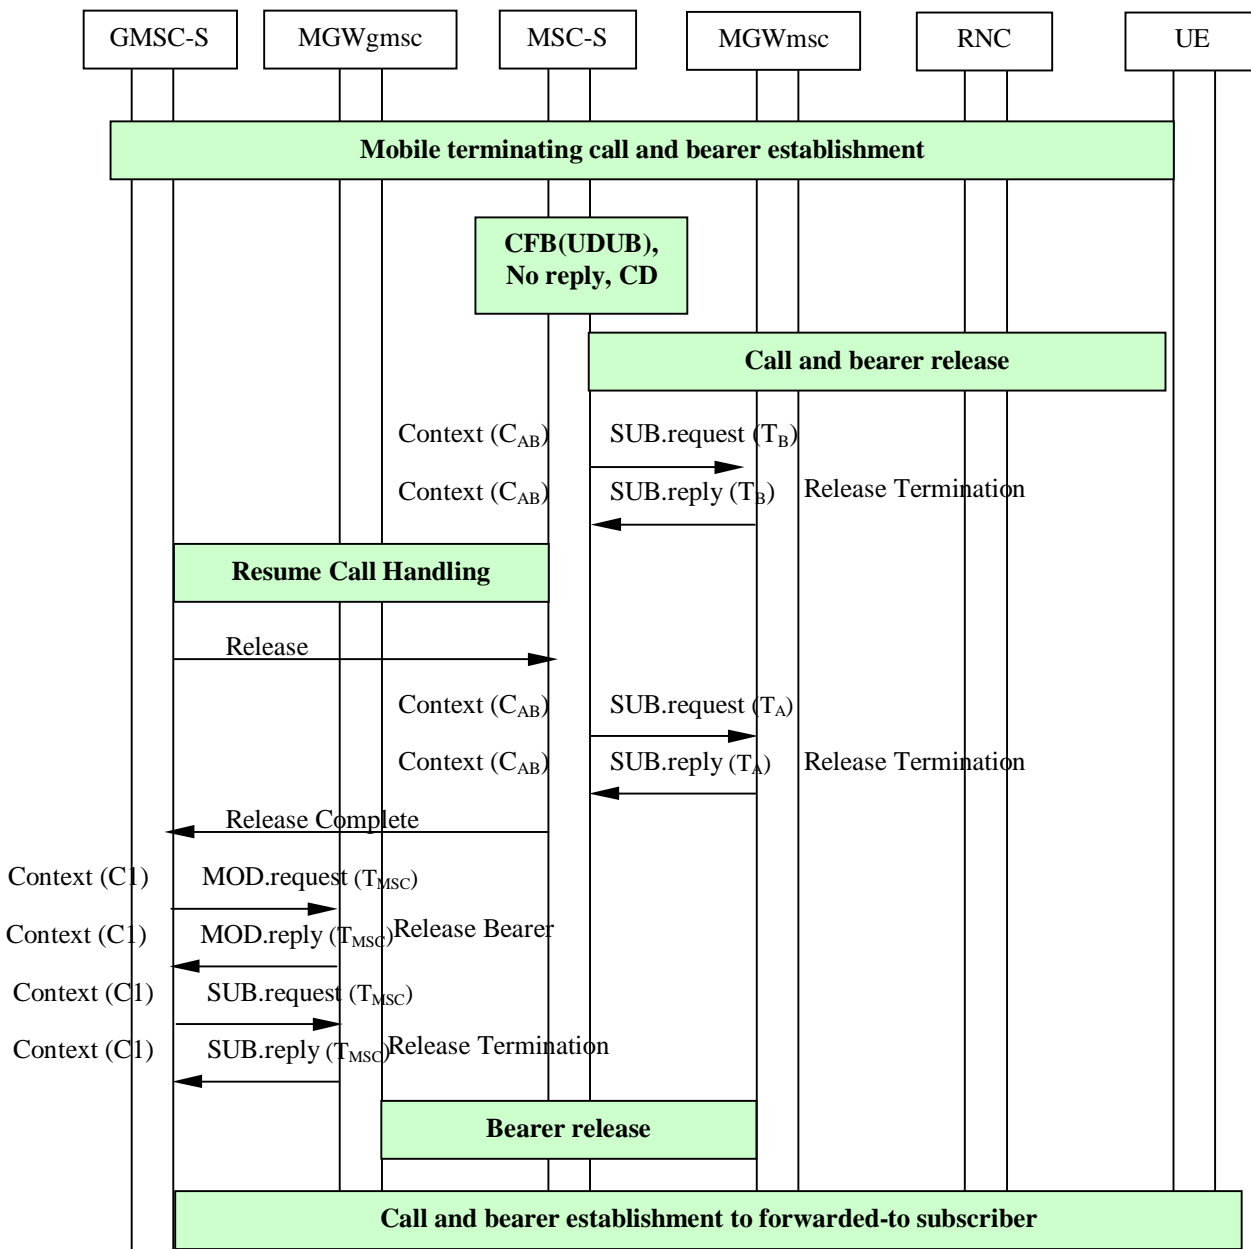 GMSC-S MGWgmsc MSC-S MGWmsc RNC UE
Mobile terminating call and bearer establishment
CFB(UDUB),
No reply, CD
Call and bearer release
Context (CAB) SUB.request (TB)
Context (CAB) SUB.reply (TB) Release Termination
Resume Call Handling
Release
Context (CAB) SUB.request (TA)
Context (CAB) SUB.reply (TA) Release Termination
Release Complete
Context (C1) MOD.request (TMSC)
Context (C1) MOD.reply (TMSC) Release Bearer
Context (C1) SUB.request (TMSC)
Context (C1) SUB.reply (TMSC) Release Termination
Bearer release
Call and bearer establishment to forwarded-to subscriber